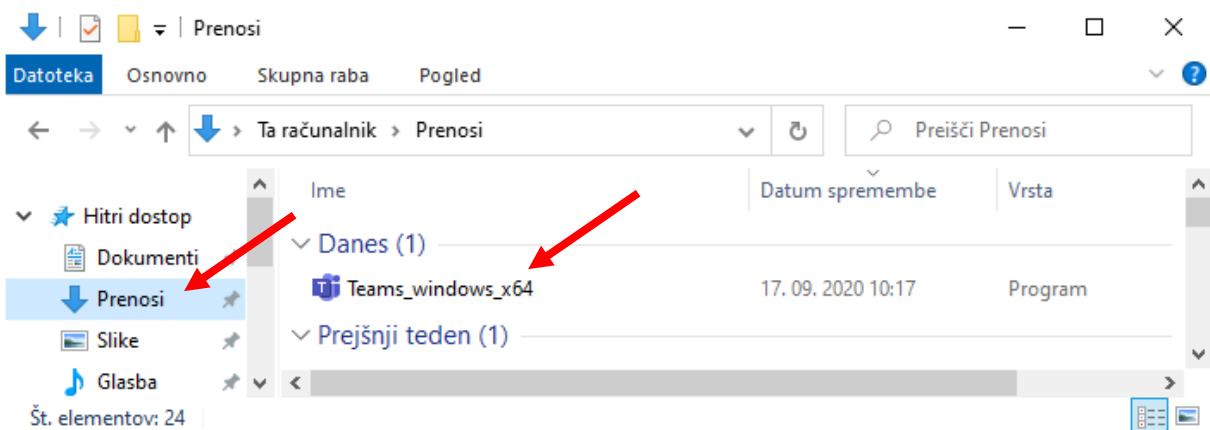 Prenosi
Datoteka Osnovno Skupna raba Pogled
Ta računalnik › Prenosi Preišči Prenosi
Ime Datum spremembe Vrsta
Hitri dostop
Danes (1)
Dokumenti
Teams_windows_x64 17. 09. 2020 10:17 Program
Prenosi
Prejšnji teden (1)
Slike
Glasba
Št. elementov: 24